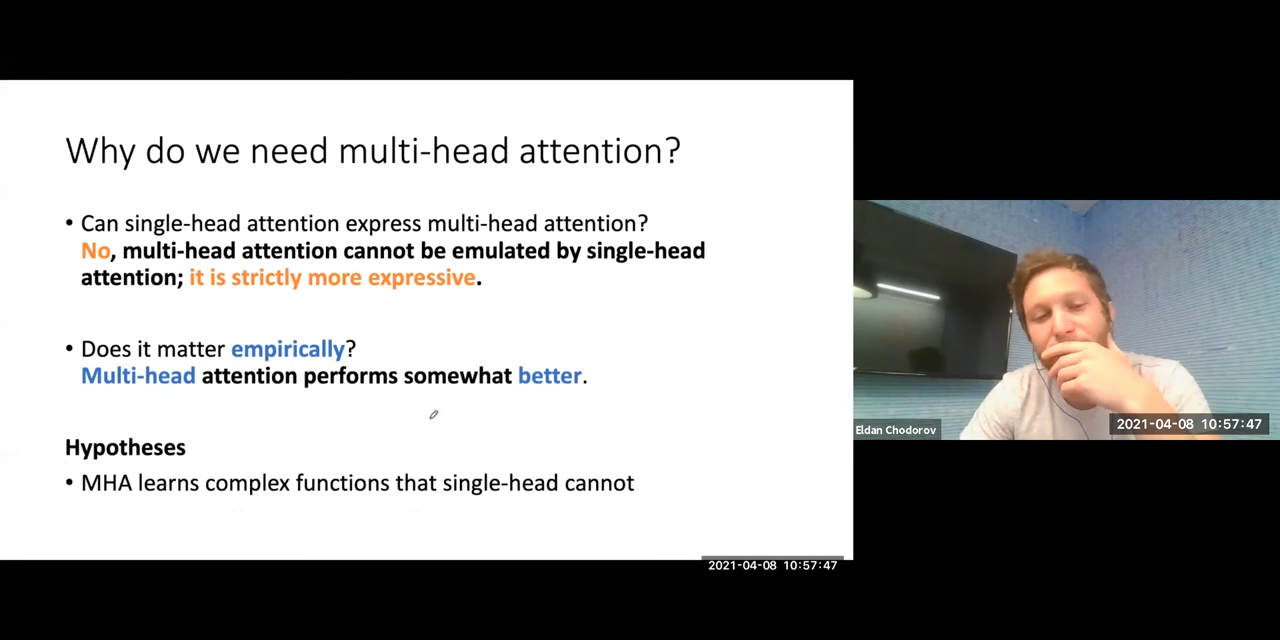 Why do we need multi-head attention?
• Can single-head attention express multi-head attention?
No, multi-head attention cannot be emulated by single-head
attention; it is strictly more expressive.
• Does it matter empirically?
Multi-head attention performs somewhat better.
Hypotheses
• MHA learns complex functions that single-head cannot
2021-04-08 10:57:47
Eldan Chodorov
2021-04-08 10:57:47